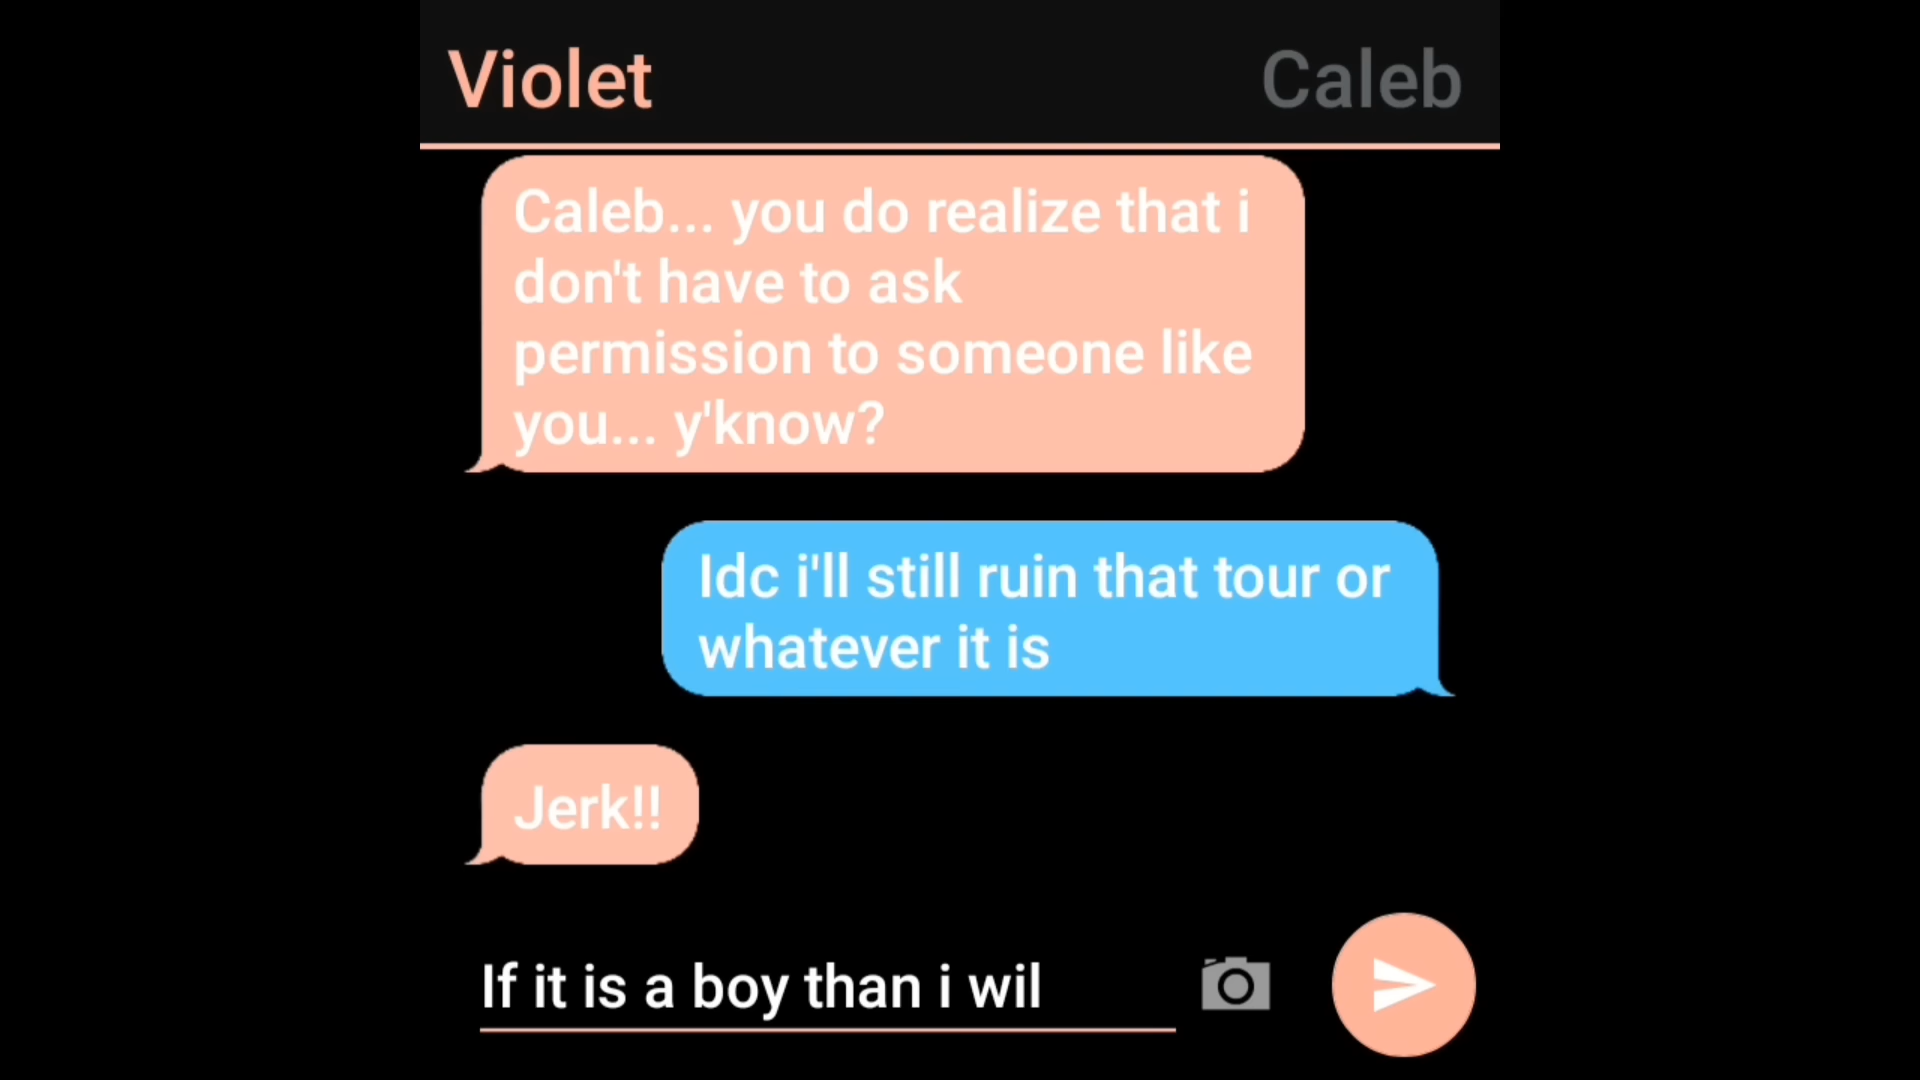 Violet
Caleb
Caleb... you do realize that i
don't have to ask
permission to someone like
you... y'know?
Idc i'll still ruin that tour or
whatever it is
Jerk!!
If it is a boy than i wil